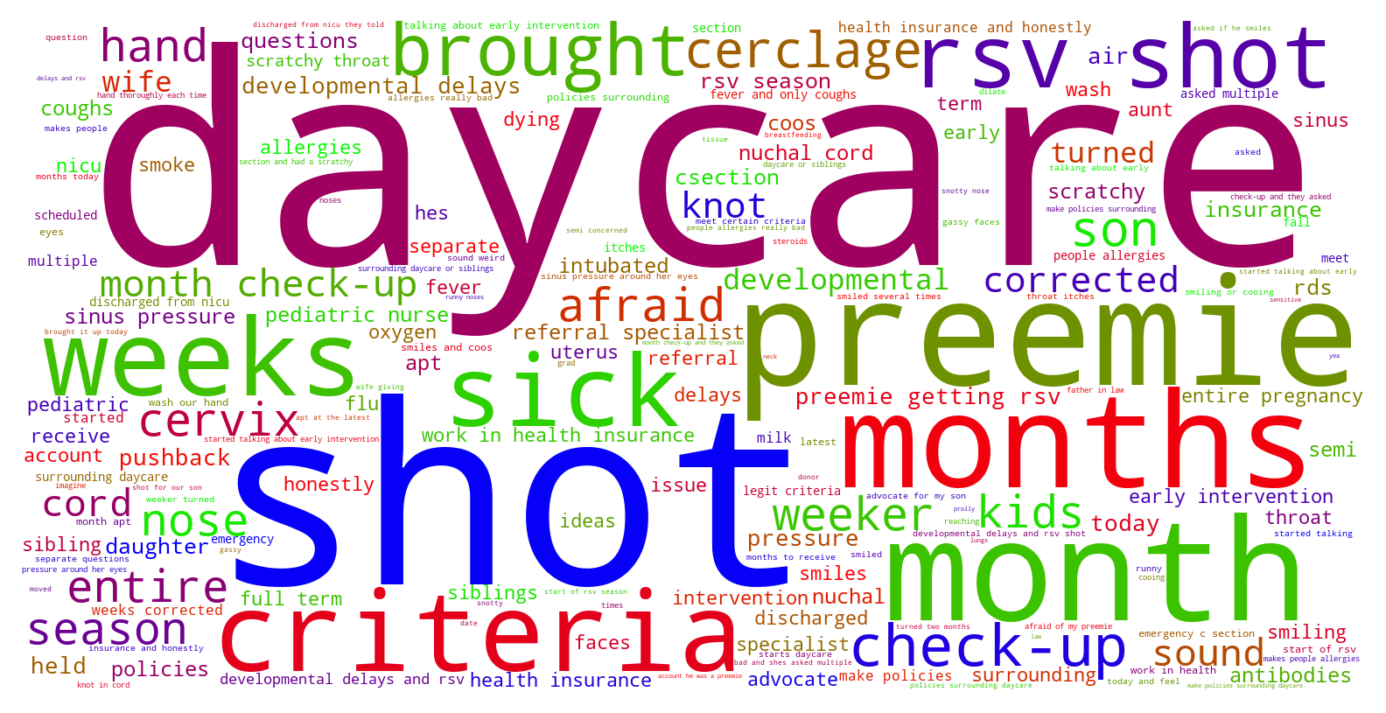 discharged from nicu they told
talking about early intervention
section
health insurance and honestly
asked if he smiles
question
hand
questions
brought
cerclage
rsv
air
shot
scratchy throat
delays and rsv
wife
developmental delays
rsv season
wash
asked multiple
hand thoroughly each time
allergies really bad
policies surrounding
fever and only coughs
dilate
coughs
term
aunt
makes people
dying
coos
early
sinus
breastfeeding
daycare
allergies
tissue
nuchal cord
turned
asked
nicu
smoke
section and had a scratchy
daycare or siblings
talking about early
months today
csection
snotty nose
scratchy
check-up and they asked
noses
knot
make policies surrounding
insurance
scheduled
hes
meet certain criteria
gassy faces
son
fall
eyes
people allergies really bad
semi concerned
separate
steroids
itches
people allergies
multiple
sound weird
meet
surrounding daycare or siblings
intubated
started talking about early
month check-up
sinus pressure around her eyes
developmental
corrected
fever
smiled several times
throat itches
smiling or cooing
rds
discharged from nicu
runny noses
sensitive
sinus pressure
pediatric nurse
afraid
preemie
brought it up today
oxygen
referral specialist
weeks
smiles and coos
month check-up and they asked
uterus
referral
yea
apt
grad
neck
sick
wife giving
delays
father in law
pediatric
wash our hand
flu
preemie getting rsv
entire pregnancy
started
cervix
apt at the latest
months
receive
started talking about early intervention
work in health insurance
milk
latest
semi
account
pushback
shot
surrounding daycare
honestly
issue
donor
imagine
shot for our son
legit criteria
cord
weeker turned
advocate for my son
early intervention
month apt
nose
ideas
weeker
prolly
kids
today
throat
reaching
sibling
daughter
emergency
pressure
developmental delays and rsv shot
started talking
gassy
lungs
month
separate questions
months to receive
smiled
runny
pressure around her eyes
smiles
cooing
moved
entire
full term
siblings
start of rsv season
intervention
nuchal
weeks corrected
snotty
times
discharged
criteria
season
date
faces
turned two months
afraid of my preemie
emergency c section
smiling
specialist
check-up
law
sound
start of rsv
insurance and honestly
starts daycare
makes people allergies
held
policies
bad and shes asked multiple
work in health
antibodies
developmental delays and rsv
health insurance
account he was a preemie
advocate
make policies
surrounding
today and feel
knot in cord
policies surrounding daycare
make policies surrounding daycare